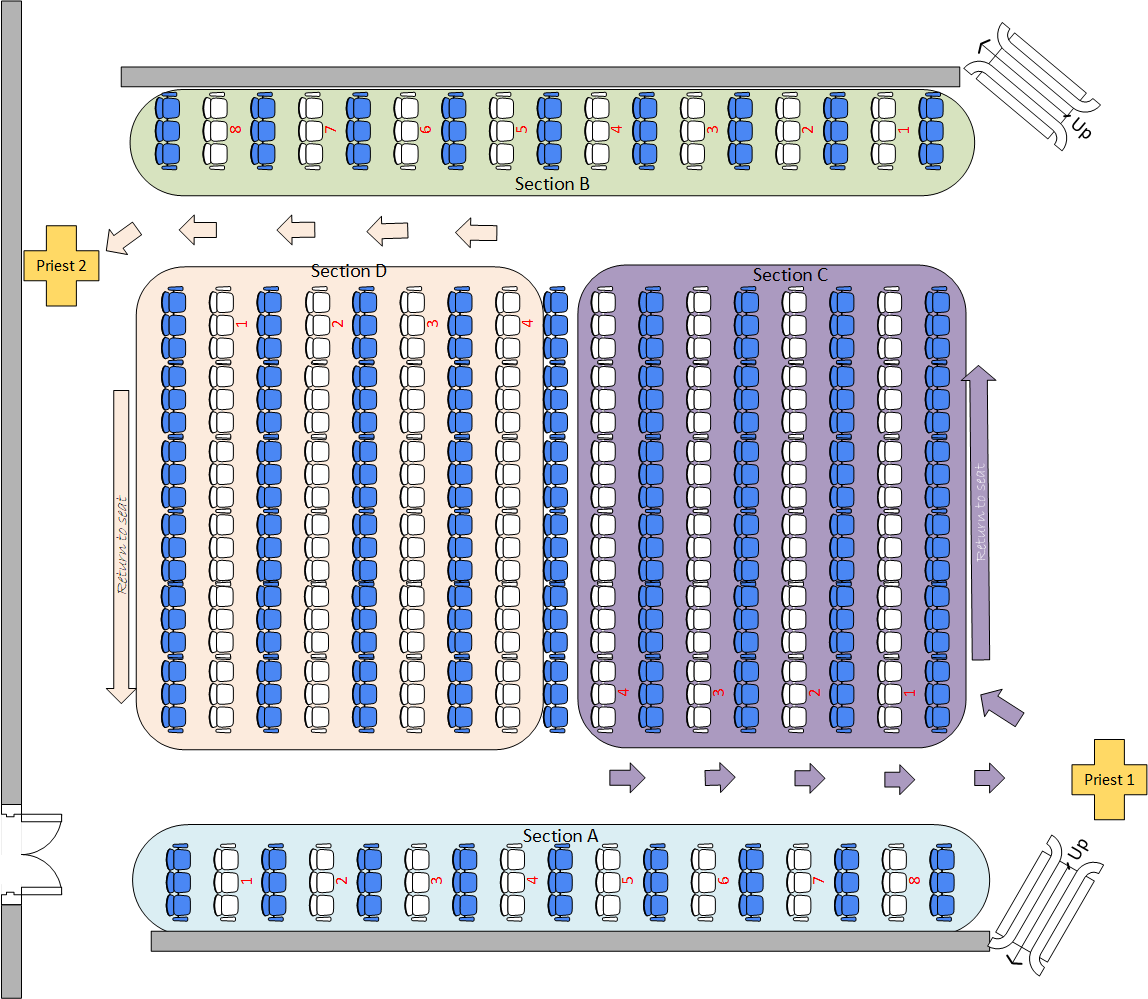 Up
8 7 6 5 4 3 2 1
Section B
Priest 2
Section D
Section C
1 2 3 4
Return to seat
Return to seat
4 3 2 1
Priest 1
Section A
Up
1 2 3 4 5 6 7 8